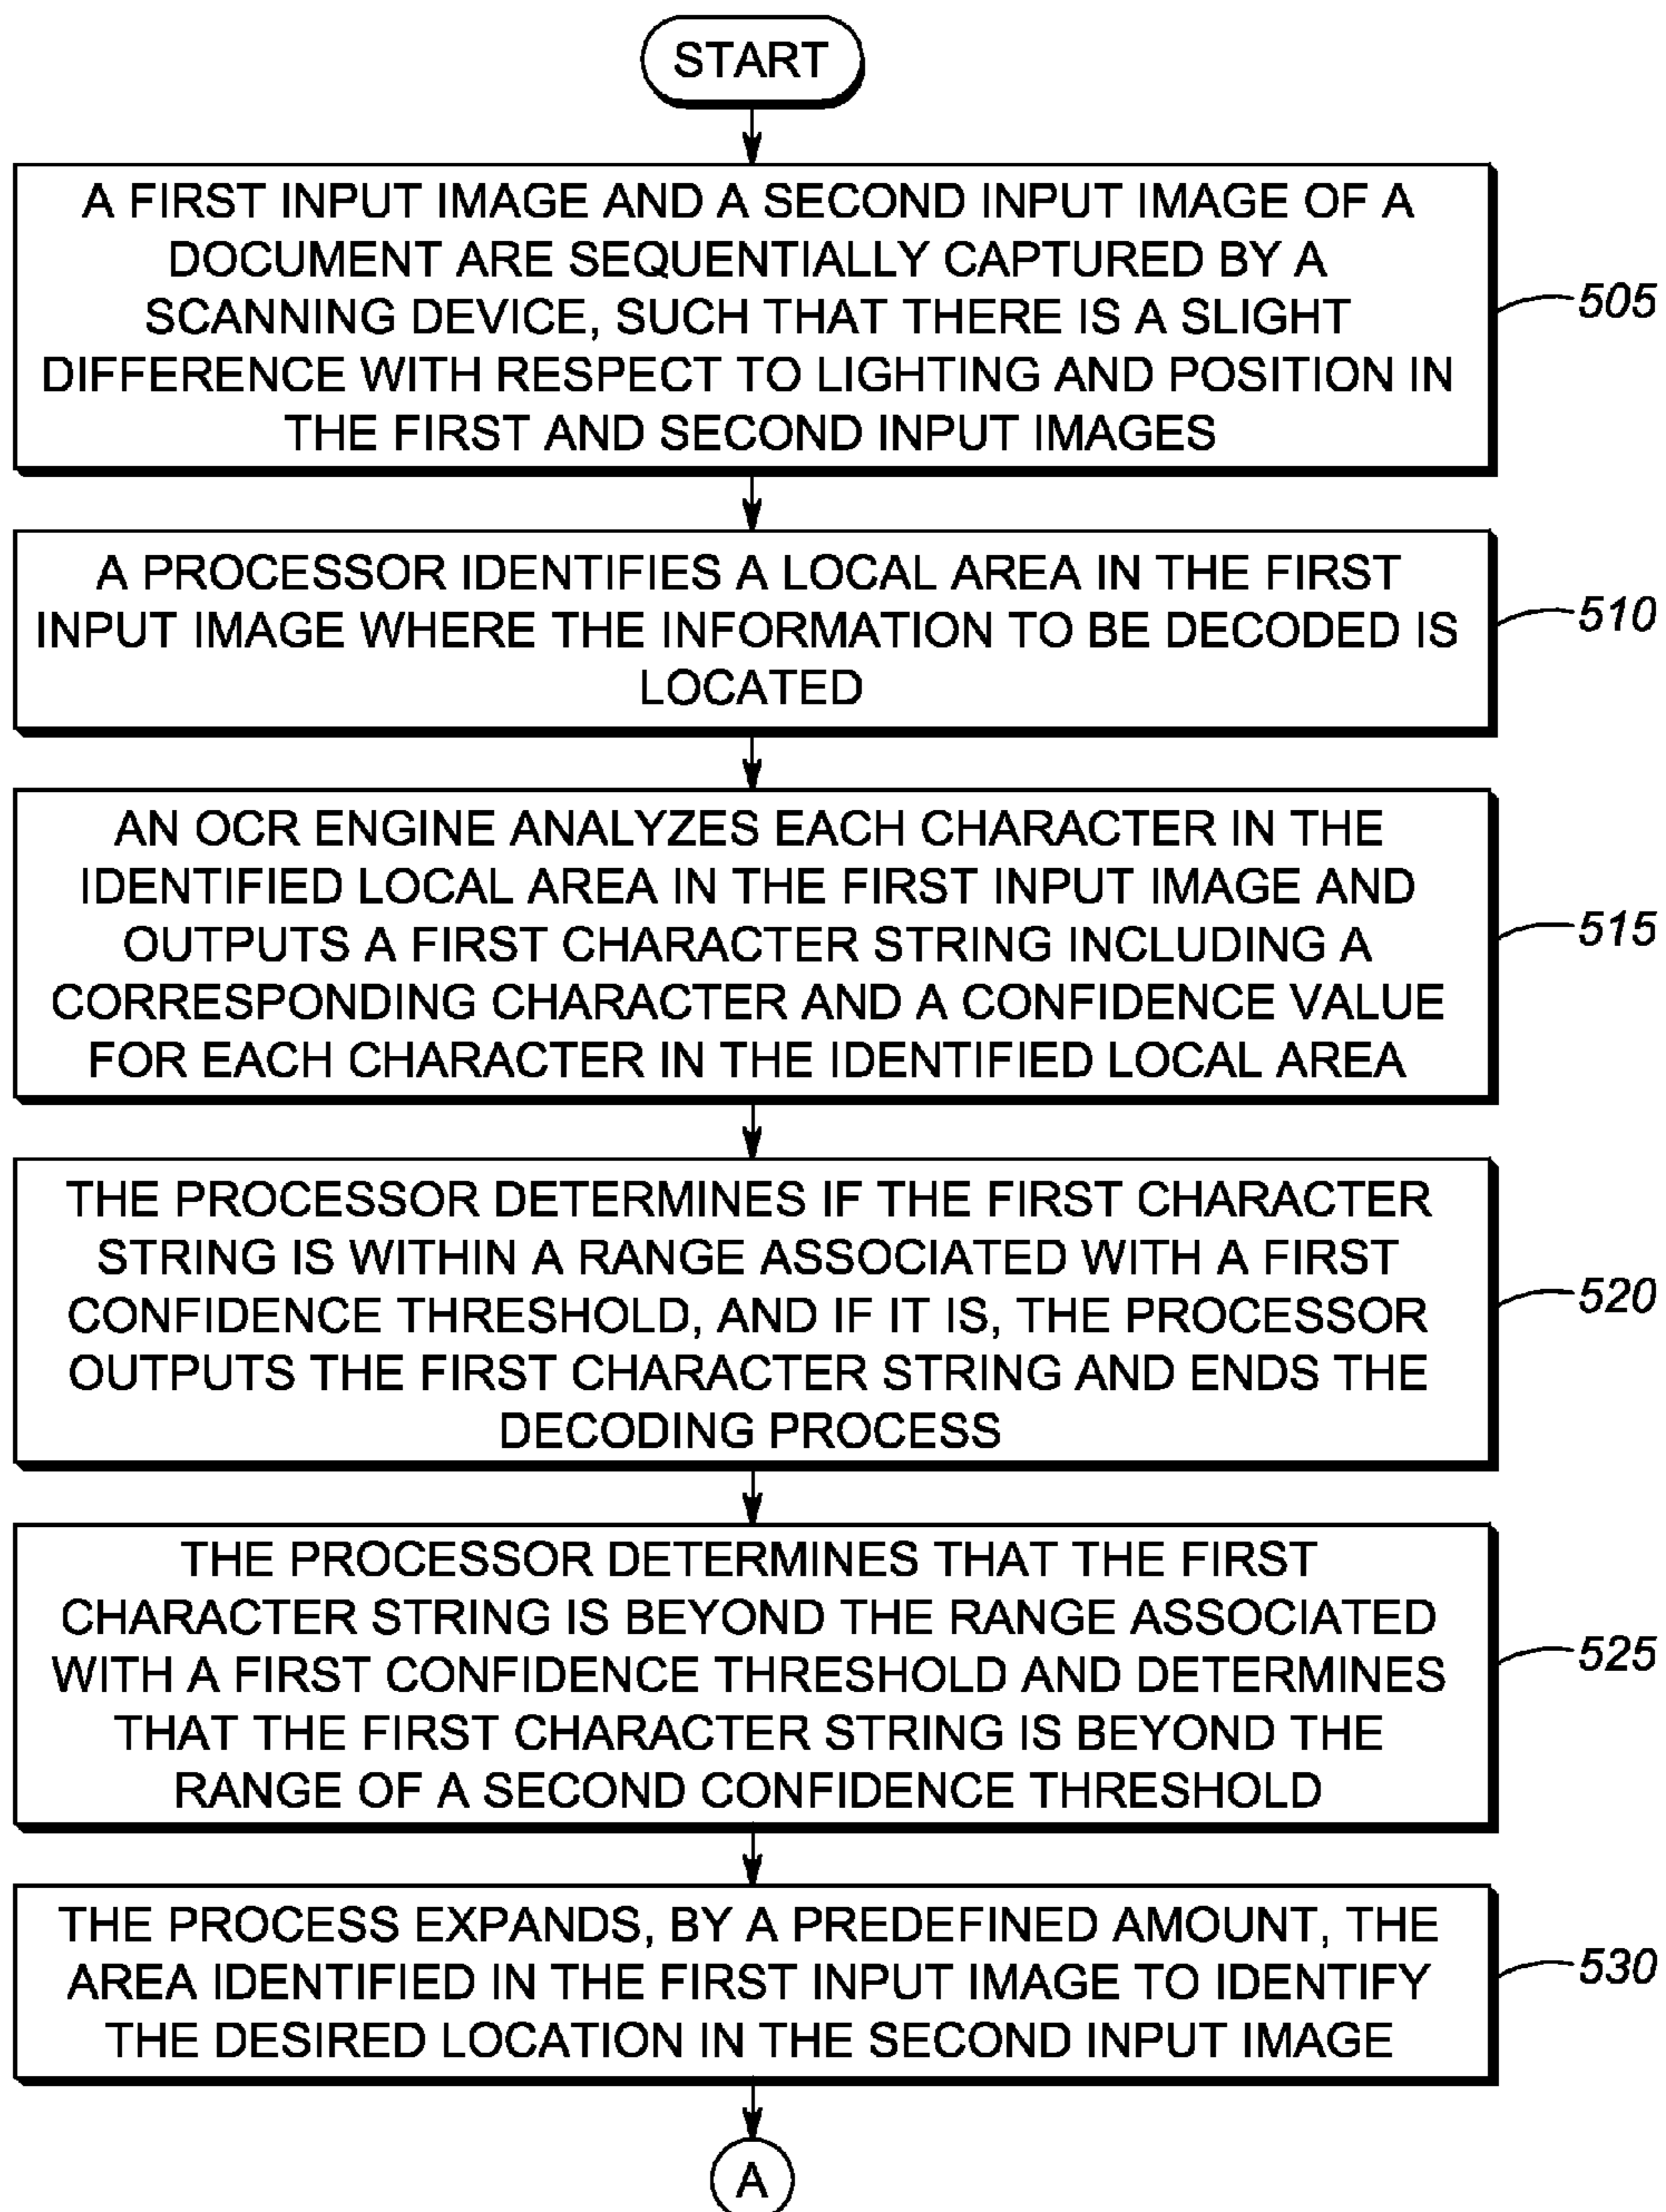 START
A FIRST INPUT IMAGE AND A SECOND INPUT IMAGE OF A
DOCUMENT ARE SEQUENTIALLY CAPTURED BY A
SCANNING DEVICE, SUCH THAT THERE IS A SLIGHT
DIFFERENCE WITH RESPECT TO LIGHTING AND POSITION IN
THE FIRST AND SECOND INPUT IMAGES
505
A PROCESSOR IDENTIFIES A LOCAL AREA IN THE FIRST
INPUT IMAGE WHERE THE INFORMATION TO BE DECODED IS
LOCATED
510
AN OCR ENGINE ANALYZES EACH CHARACTER IN THE
IDENTIFIED LOCAL AREA IN THE FIRST INPUT IMAGE AND
OUTPUTS A FIRST CHARACTER STRING INCLUDING A
CORRESPONDING CHARACTER AND A CONFIDENCE VALUE
FOR EACH CHARACTER IN THE IDENTIFIED LOCAL AREA
515
THE PROCESSOR DETERMINES IF THE FIRST CHARACTER
STRING IS WITHIN A RANGE ASSOCIATED WITH A FIRST
CONFIDENCE THRESHOLD, AND IF IT IS, THE PROCESSOR
OUTPUTS THE FIRST CHARACTER STRING AND ENDS THE
DECODING PROCESS
520
THE PROCESSOR DETERMINES THAT THE FIRST
CHARACTER STRING IS BEYOND THE RANGE ASSOCIATED
WITH A FIRST CONFIDENCE THRESHOLD AND DETERMINES
THAT THE FIRST CHARACTER STRING IS BEYOND THE
RANGE OF A SECOND CONFIDENCE THRESHOLD
525
THE PROCESS EXPANDS, BY A PREDEFINED AMOUNT, THE
AREA IDENTIFIED IN THE FIRST INPUT IMAGE TO IDENTIFY
THE DESIRED LOCATION IN THE SECOND INPUT IMAGE
530
A